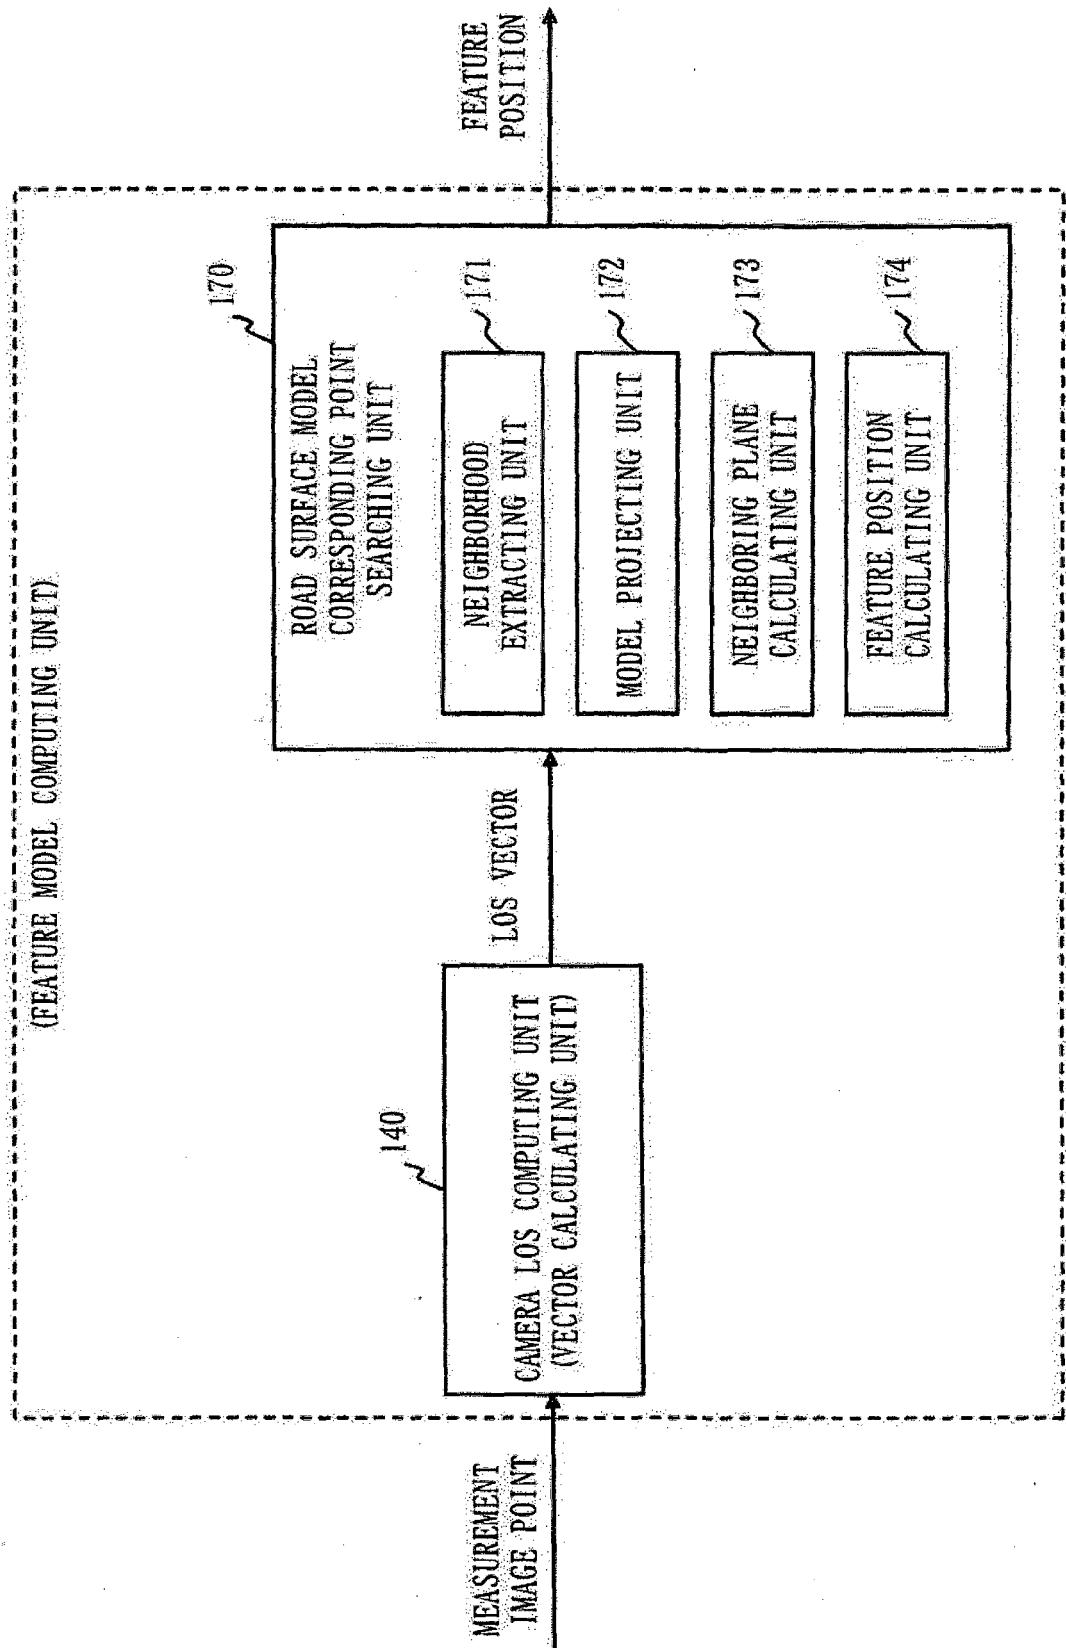 (FEATURE MODEL COMPUTING UNIT)
MEASUREMENT
IMAGE POINT
140
CAMERA LOS COMPUTING UNIT
(VECTOR CALCULATING UNIT)
LOS VECTOR
170
ROAD SURFACE MODEL
CORRESPONDING POINT
SEARCHING UNIT
NEIGHBORHOOD
EXTRACTING UNIT
171
MODEL PROJECTING UNIT
172
NEIGHBORING PLANE
CALCULATING UNIT
173
FEATURE POSITION
CALCULATING UNIT
174
FEATURE
POSITION